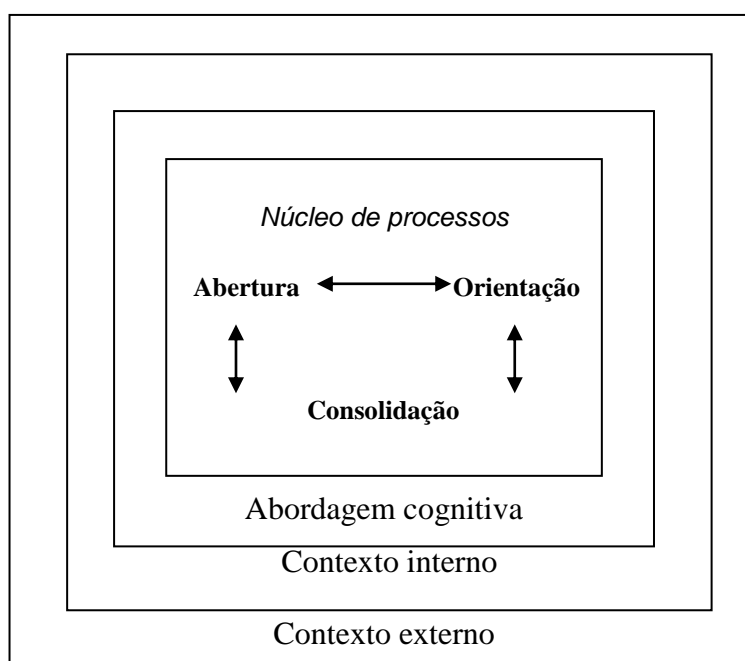 Núcleo de processos
Abertura Orientação
Consolidação
Abordagem cognitiva
Contexto interno
Contexto externo